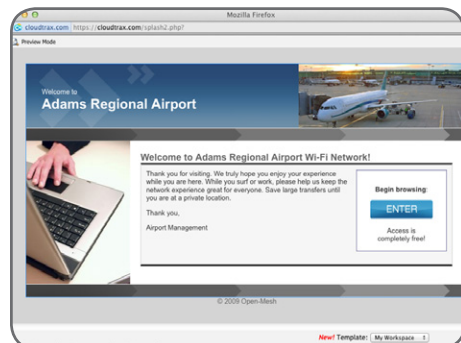 Mozilla Firefox
cloudtrax.com https://cloudtrax.com/splash2.php?
Preview Mode
Welcome to
Adams Regional Airport
Welcome to Adams Regional Airport Wi-Fi Network!
Thank you for visiting. We truly hope you enjoy your experience
while you are here. While you surf or work, please help us keep the
network experience great for everyone. Save large transfers until
you are at a private location.
Thank you,
Airport Management
Begin browsing:
ENTER
Access is
completely free!
© 2009 Open-Mesh
New! Template: My Workspace